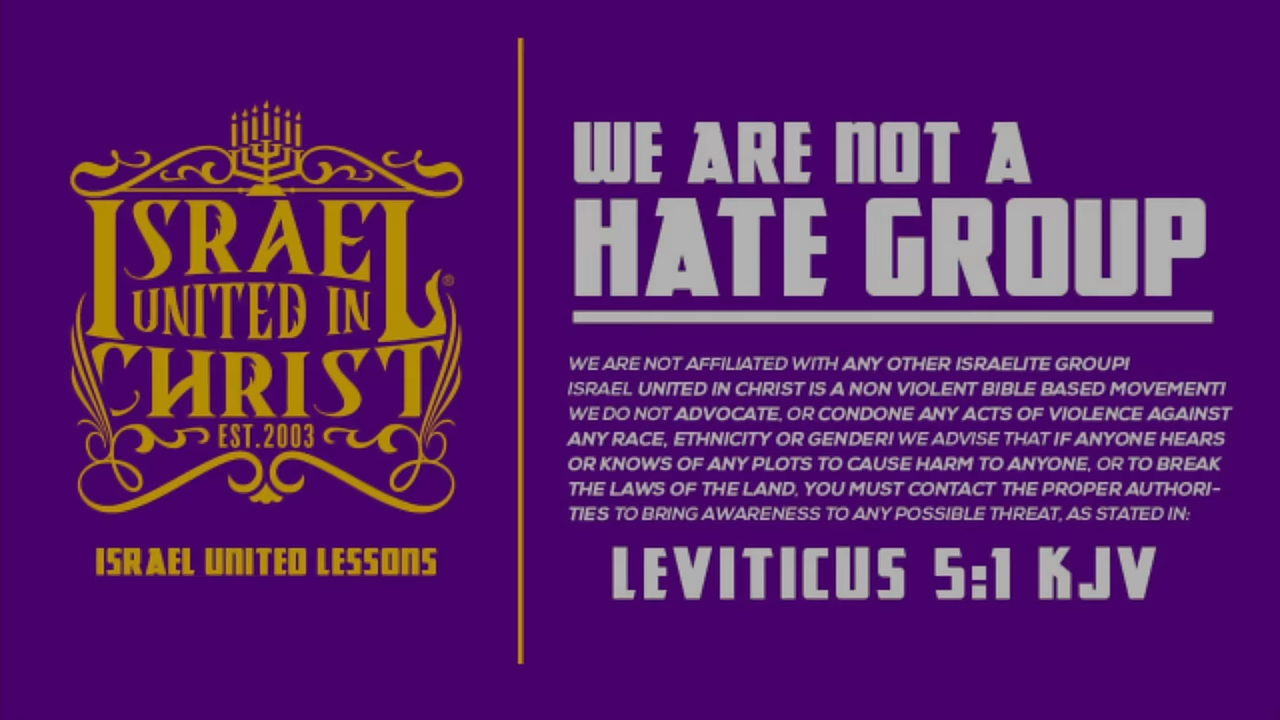 ISRAEL
UNITED IN
CHRIST
®
EST.2003
ISRAEL UNITED LESSONS
WE ARE NOT A
HATE GROUP
WE ARE NOT AFFILIATED WITH ANY OTHER ISRAELITE GROUP!
ISRAEL UNITED IN CHRIST IS A NON VIOLENT BIBLE BASED MOVEMENT!
WE DO NOT ADVOCATE, OR CONDONE ANY ACTS OF VIOLENCE AGAINST
ANY RACE, ETHNICITY OR GENDER! WE ADVISE THAT IF ANYONE HEARS
OR KNOWS OF ANY PLOTS TO CAUSE HARM TO ANYONE, OR TO BREAK
THE LAWS OF THE LAND, YOU MUST CONTACT THE PROPER AUTHORI-
TIES TO BRING AWARENESS TO ANY POSSIBLE THREAT, AS STATED IN:
LEVITICUS 5:1 KJV